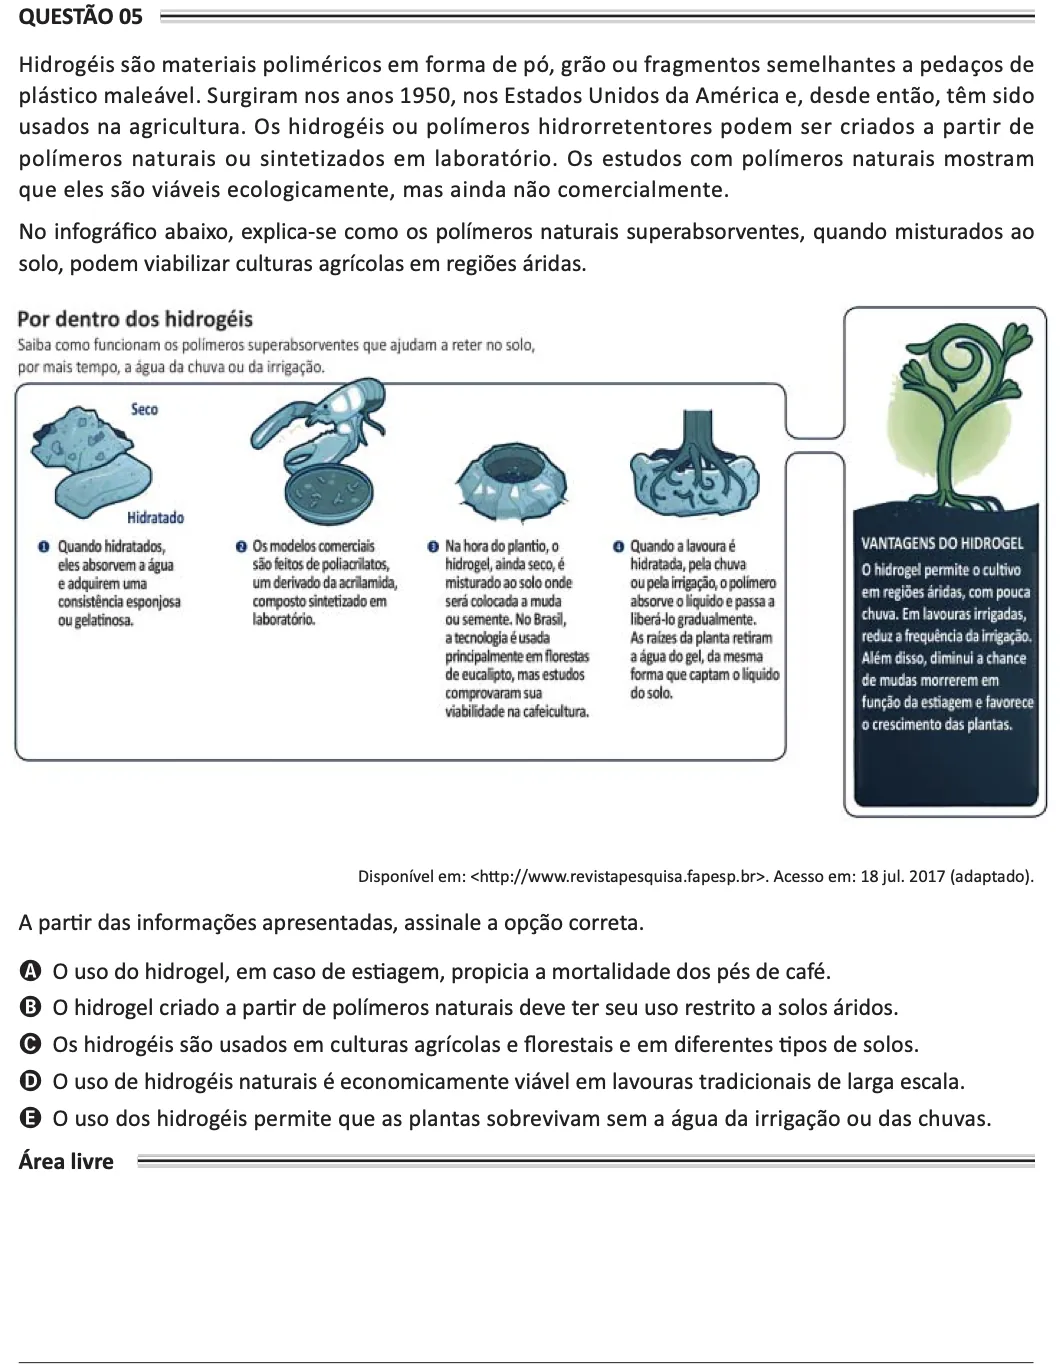 QUESTÃO 05
Hidrogéis são materiais poliméricos em forma de pó, grão ou fragmentos semelhantes a pedaços de
plástico maleável. Surgiram nos anos 1950, nos Estados Unidos da América e, desde então, têm sido
usados na agricultura. Os hidrogéis ou polímeros hidrorretentores podem ser criados a partir de
polímeros naturais ou sintetizados em laboratório. Os estudos com polímeros naturais mostram
que eles são viáveis ecologicamente, mas ainda não comercialmente.
No infográfico abaixo, explica-se como os polímeros naturais superabsorventes, quando misturados ao
solo, podem viabilizar culturas agrícolas em regiões áridas.
Por dentro dos hidrogéis
Saiba como funcionam os polímeros superabsorventes que ajudam a reter no solo,
por mais tempo, a água da chuva ou da irrigação.
Seco
Hidratado
1 Quando hidratados,
eles absorvem a água
e adquirem uma
consistência esponjosa
ou gelatinosa.
2 Os modelos comerciais
são feitos de poliacrilatos,
um derivado da acrilamida,
composto sintetizado em
laboratório.
3 Na hora do plantio, o
hidrogel, ainda seco, é
misturado ao solo onde
será colocada a muda
ou semente. No Brasil,
a tecnologia é usada
principalmente em florestas
de eucalipto, mas estudos
comprovaram sua
viabilidade na cafeicultura.
4 Quando a lavoura é
hidratada, pela chuva
ou pela irrigação, o polímero
absorve o líquido e passa a
liberá-lo gradualmente.
As raízes da planta retiram
a água do gel, da mesma
forma que captam o líquido
do solo.
VANTAGENS DO HIDROGEL
O hidrogel permite o cultivo
em regiões áridas, com pouca
chuva. Em lavouras irrigadas,
reduz a frequência da irrigação.
Além disso, diminui a chance
de mudas morrerem em
função da estiagem e favorece
o crescimento das plantas.
Disponível em: <http://www.revistapesquisa.fapesp.br>. Acesso em: 18 jul. 2017 (adaptado).
A partir das informações apresentadas, assinale a opção correta.
A O uso do hidrogel, em caso de estiagem, propicia a mortalidade dos pés de café.
B O hidrogel criado a partir de polímeros naturais deve ter seu uso restrito a solos áridos.
C Os hidrogéis são usados em culturas agrícolas e florestais e em diferentes tipos de solos.
D O uso de hidrogéis naturais é economicamente viável em lavouras tradicionais de larga escala.
E O uso dos hidrogéis permite que as plantas sobrevivam sem a água da irrigação ou das chuvas.
Área livre